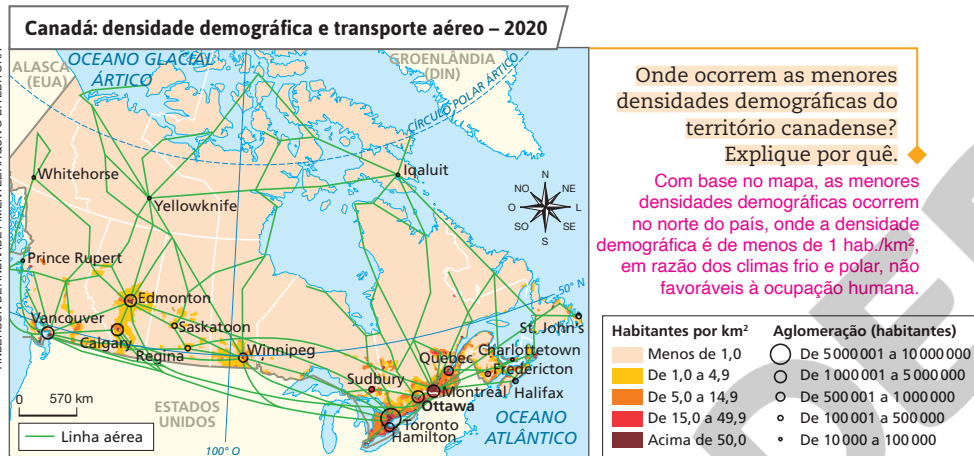 Canadá: densidade demográfica e transporte aéreo – 2020
ALASCA
(EUA)
OCEANO GLACIAL
ÁRTICO
GROENLÂNDIA
(DIN)
CÍRCULO POLAR ÁRTICO
Whitehorse
Yellowknife
Iqaluit
N
NO
NE
O
L
SO
SE
S
Prince Rupert
Edmonton
50° N
Vancouver
Calgary
Saskatoon
Regina
Winnipeg
St. John's
Charlottetown
Québec
Fredericton
Sudbury
Montréal
Halifax
Ottawa
Toronto
Hamilton
0 570 km
ESTADOS
UNIDOS
OCEANO
ATLÂNTICO
Linha aérea
100° O
Onde ocorrem as menores
densidades demográficas do
território canadense?
Explique por quê.
Com base no mapa, as menores
densidades demográficas ocorrem
no norte do país, onde a densidade
demográfica é de menos de 1 hab./km²,
em razão dos climas frio e polar, não
favoráveis à ocupação humana.
Habitantes por km²
Menos de 1,0
De 1,0 a 4,9
De 5,0 a 14,9
De 15,0 a 49,9
Acima de 50,0
Aglomeração (habitantes)
De 5 000 001 a 10 000 000
De 1 000 001 a 5 000 000
De 500 001 a 1 000 000
De 100 001 a 500 000
De 10 000 a 100 000